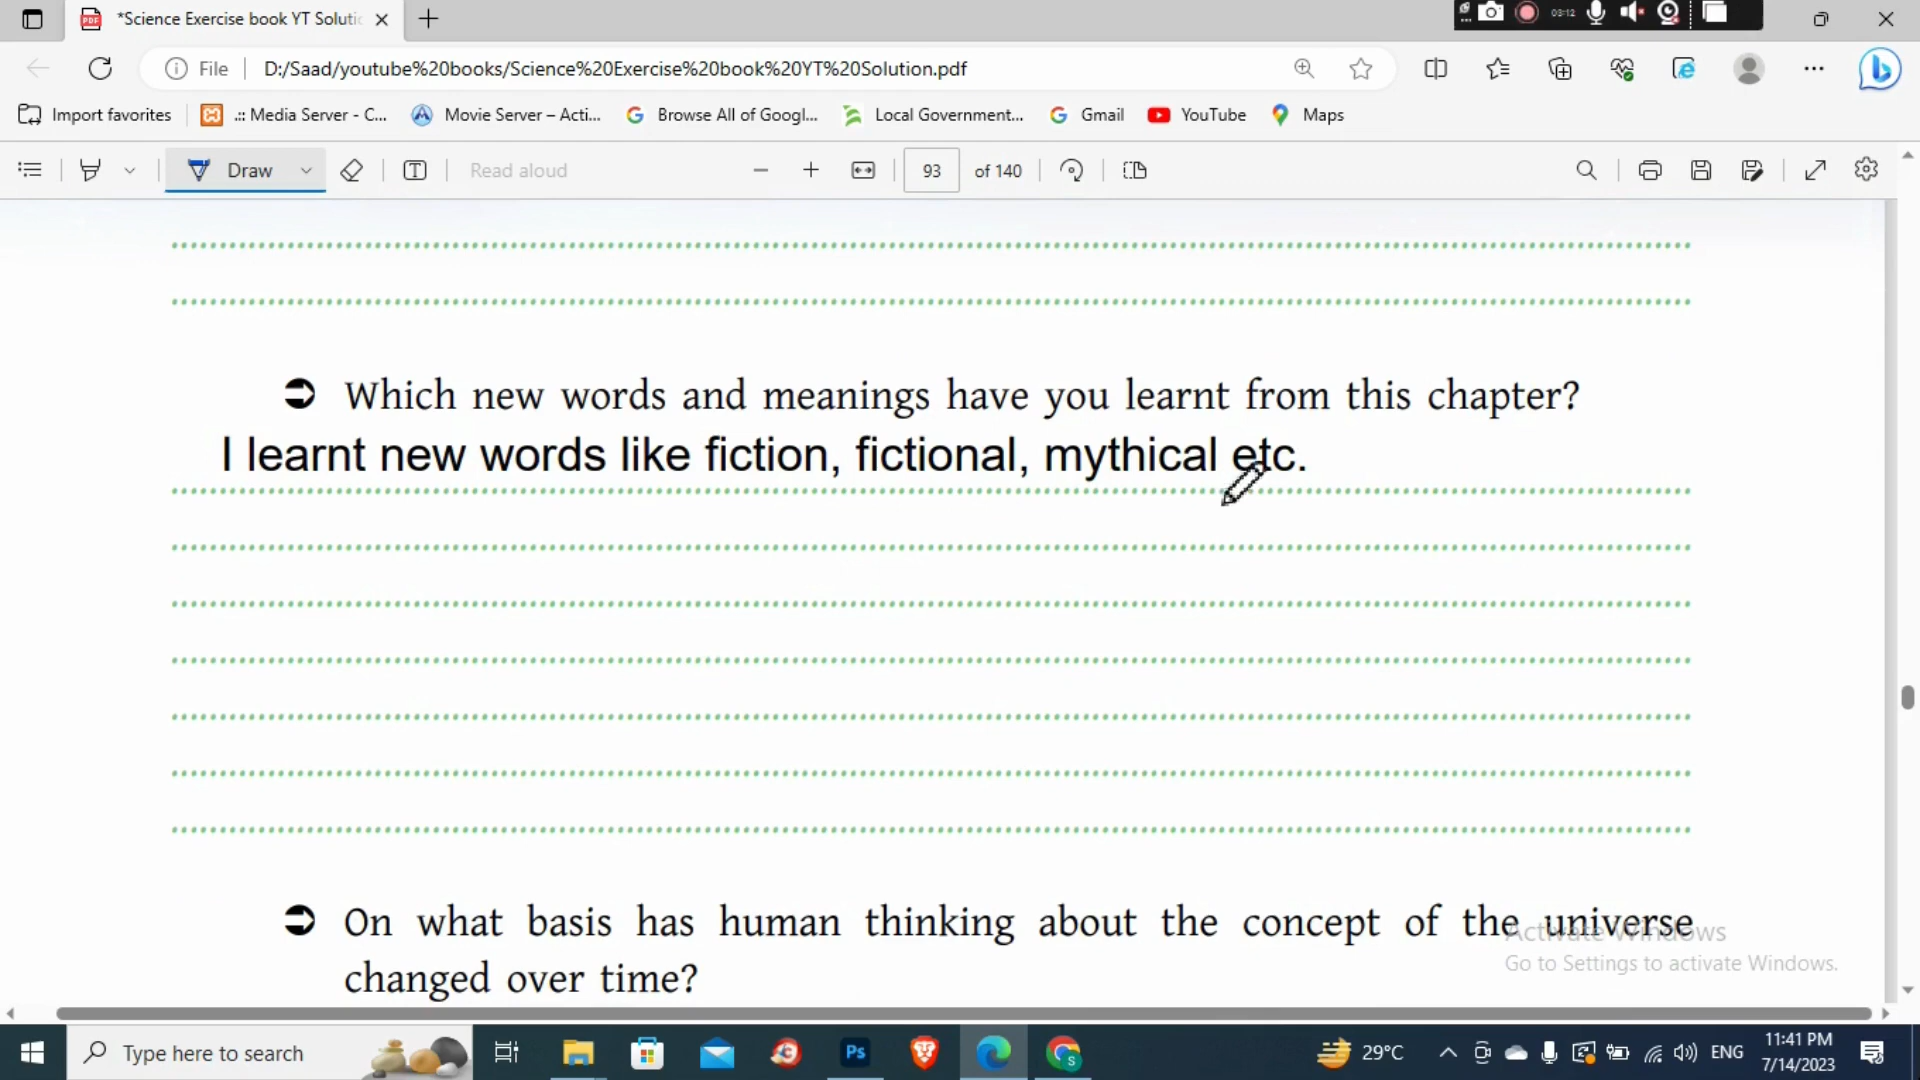 *Science Exercise book YT Soluti
03:12
File
D:/Saad/youtube%20books/Science%20Exercise%20book%20YT%20Solution.pdf
Import favorites
.:: Media Server - C...
Movie Server – Acti...
Browse All of Googl...
Local Government...
Gmail
YouTube
Maps
Draw
Read aloud
93
of 140
Which new words and meanings have you learnt from this chapter?
I learnt new words like fiction, fictional, mythical etc.
On what basis has human thinking about the concept of the universe
changed over time?
Activate Windows
Go to Settings to activate Windows.
Type here to search
Ps
S
29°C
ENG
11:41 PM
7/14/2023